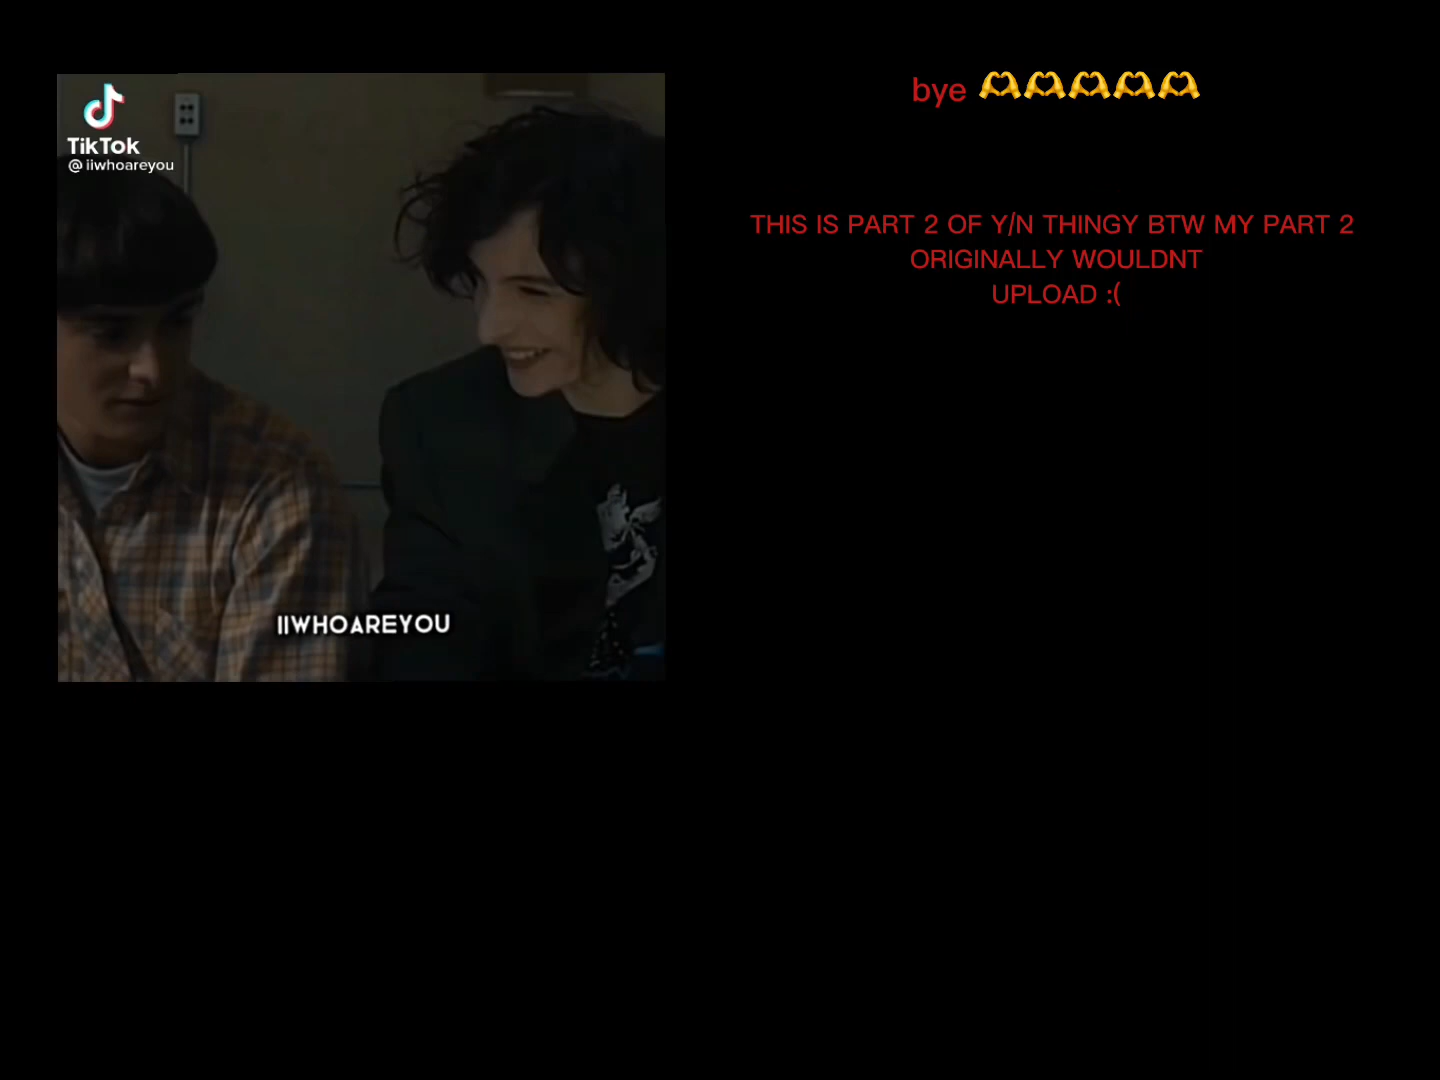 TikTok
@iiwhoareyou
IIWHOAREYOU
bye 🫶🫶🫶🫶🫶
THIS IS PART 2 OF Y/N THINGY BTW MY PART 2
ORIGINALLY WOULDNT
UPLOAD :(